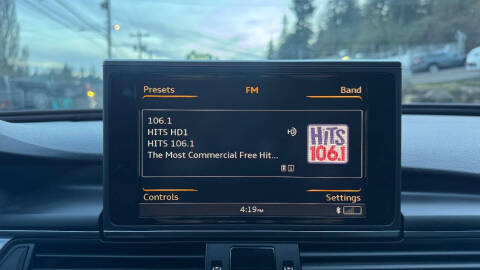 Presets FM Band
106.1
HITS HD1
HITS 106.1
The Most Commercial Free Hit...
HiTS
106.1
Controls Settings
4:19PM